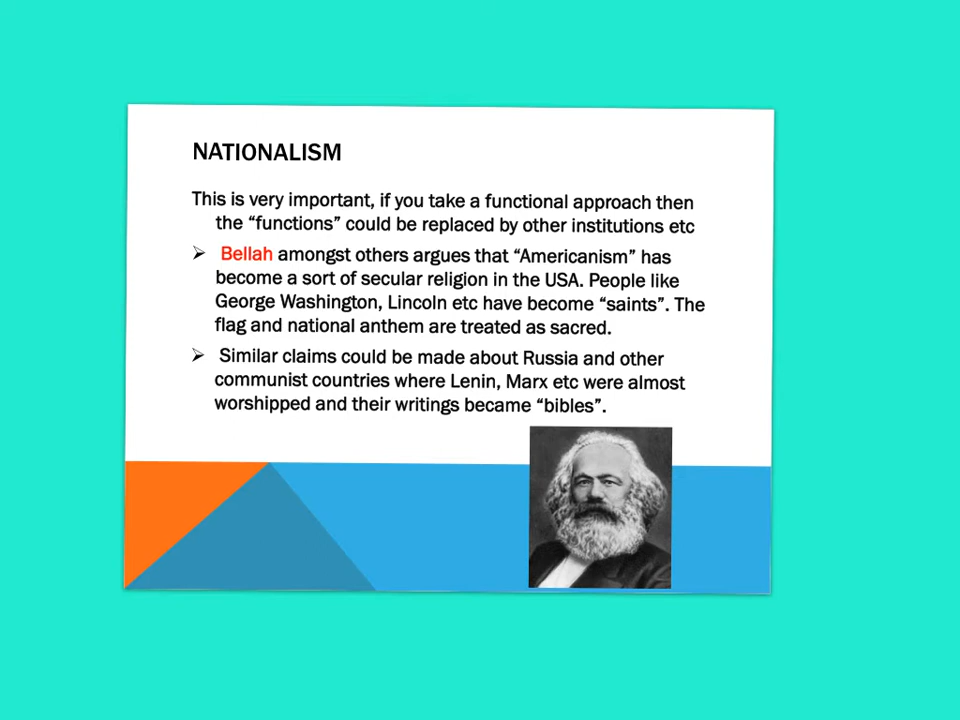 NATIONALISM
This is very important, if you take a functional approach then
the “functions” could be replaced by other institutions etc
➢ Bellah amongst others argues that “Americanism” has
become a sort of secular religion in the USA. People like
George Washington, Lincoln etc have become “saints”. The
flag and national anthem are treated as sacred.
➢ Similar claims could be made about Russia and other
communist countries where Lenin, Marx etc were almost
worshipped and their writings became “bibles”.